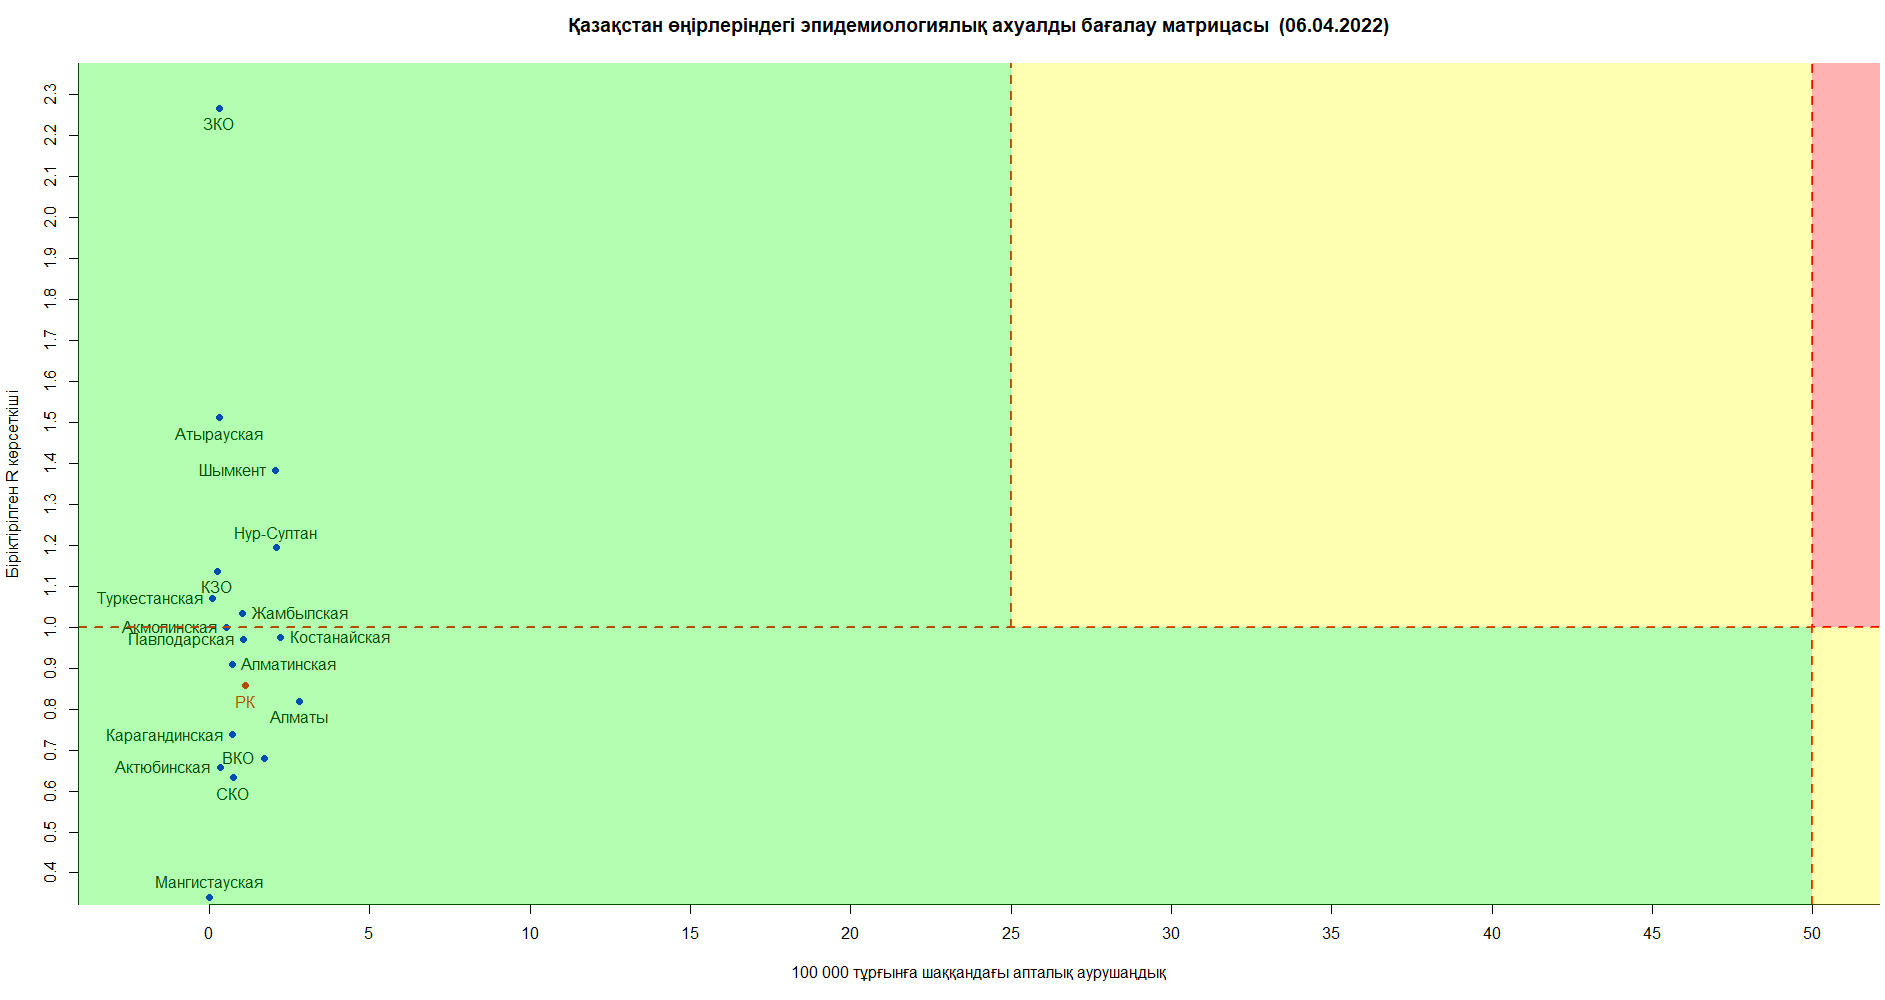 Қазақстан өңірлеріндегі эпидемиологиялық ахуалды бағалау матрицасы (06.04.2022)
Біріктірілген R көрсеткіші
2.3
2.2
2.1
2.0
1.9
1.8
1.7
1.6
1.5
1.4
1.3
1.2
1.1
1.0
0.9
0.8
0.7
0.6
0.5
0.4
ЗКО
Атырауская
Шымкент
Нур-Султан
КЗО
Туркестанская
Жамбылская
Акмолинская
Павлодарская
Костанайская
Алматинская
РК
Алматы
Карагандинская
ВКО
Актюбинская
СКО
Мангистауская
0 5 10 15 20 25 30 35 40 45 50
100 000 тұрғынға шаққандағы апталық аурушаңдық